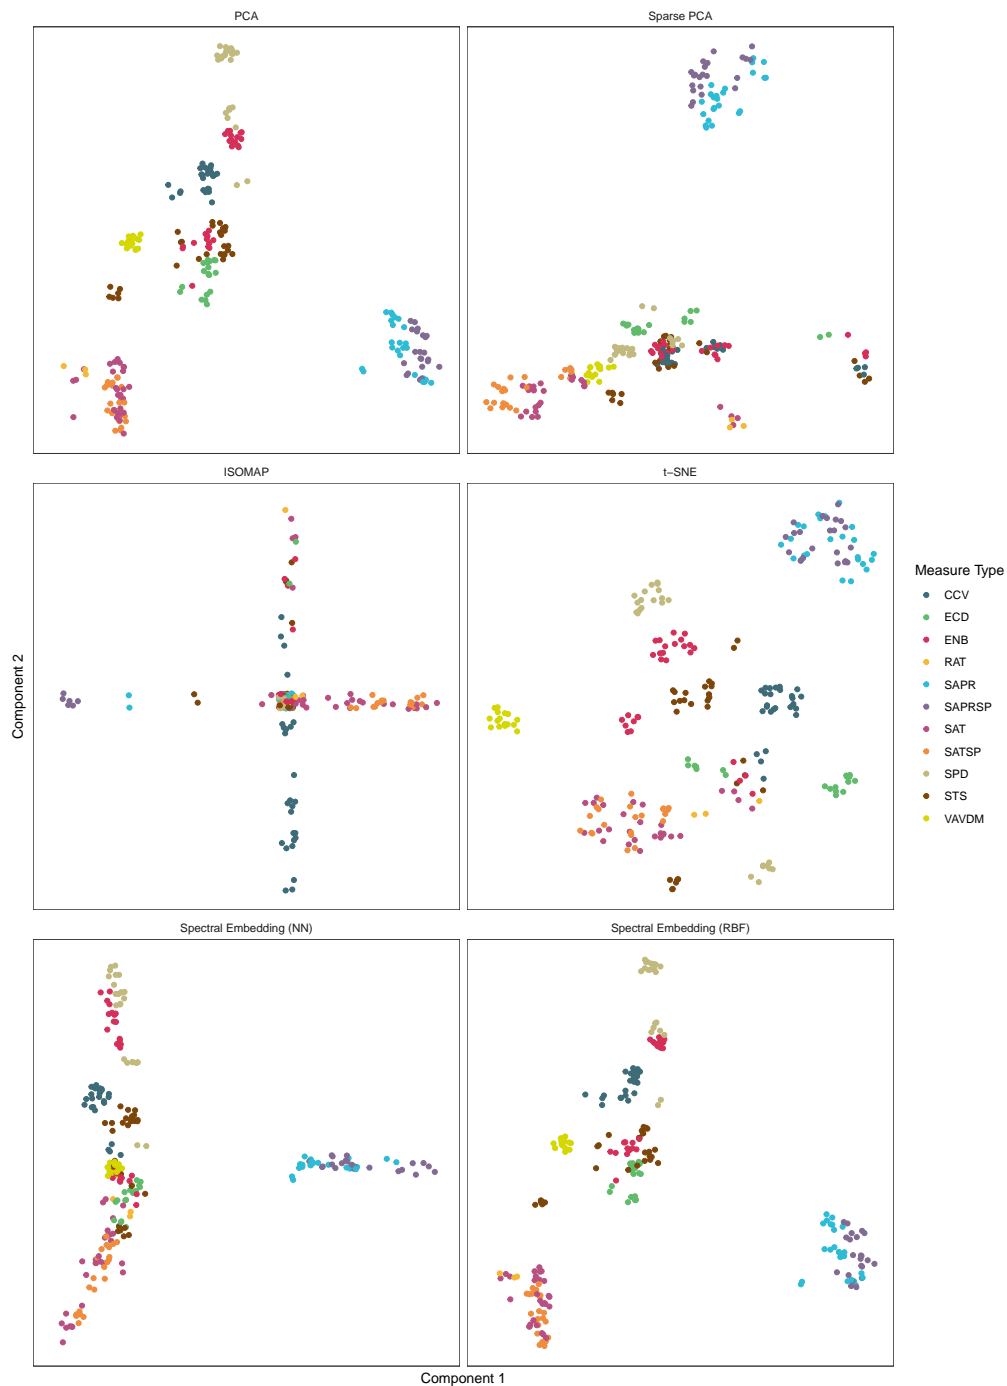 PCA
Sparse PCA
ISOMAP
t−SNE
Spectral Embedding (NN)
Spectral Embedding (RBF)
Component 2
Component 1
Measure Type
CCV
ECD
ENB
RAT
SAPR
SAPRSP
SAT
SATSP
SPD
STS
VAVDM